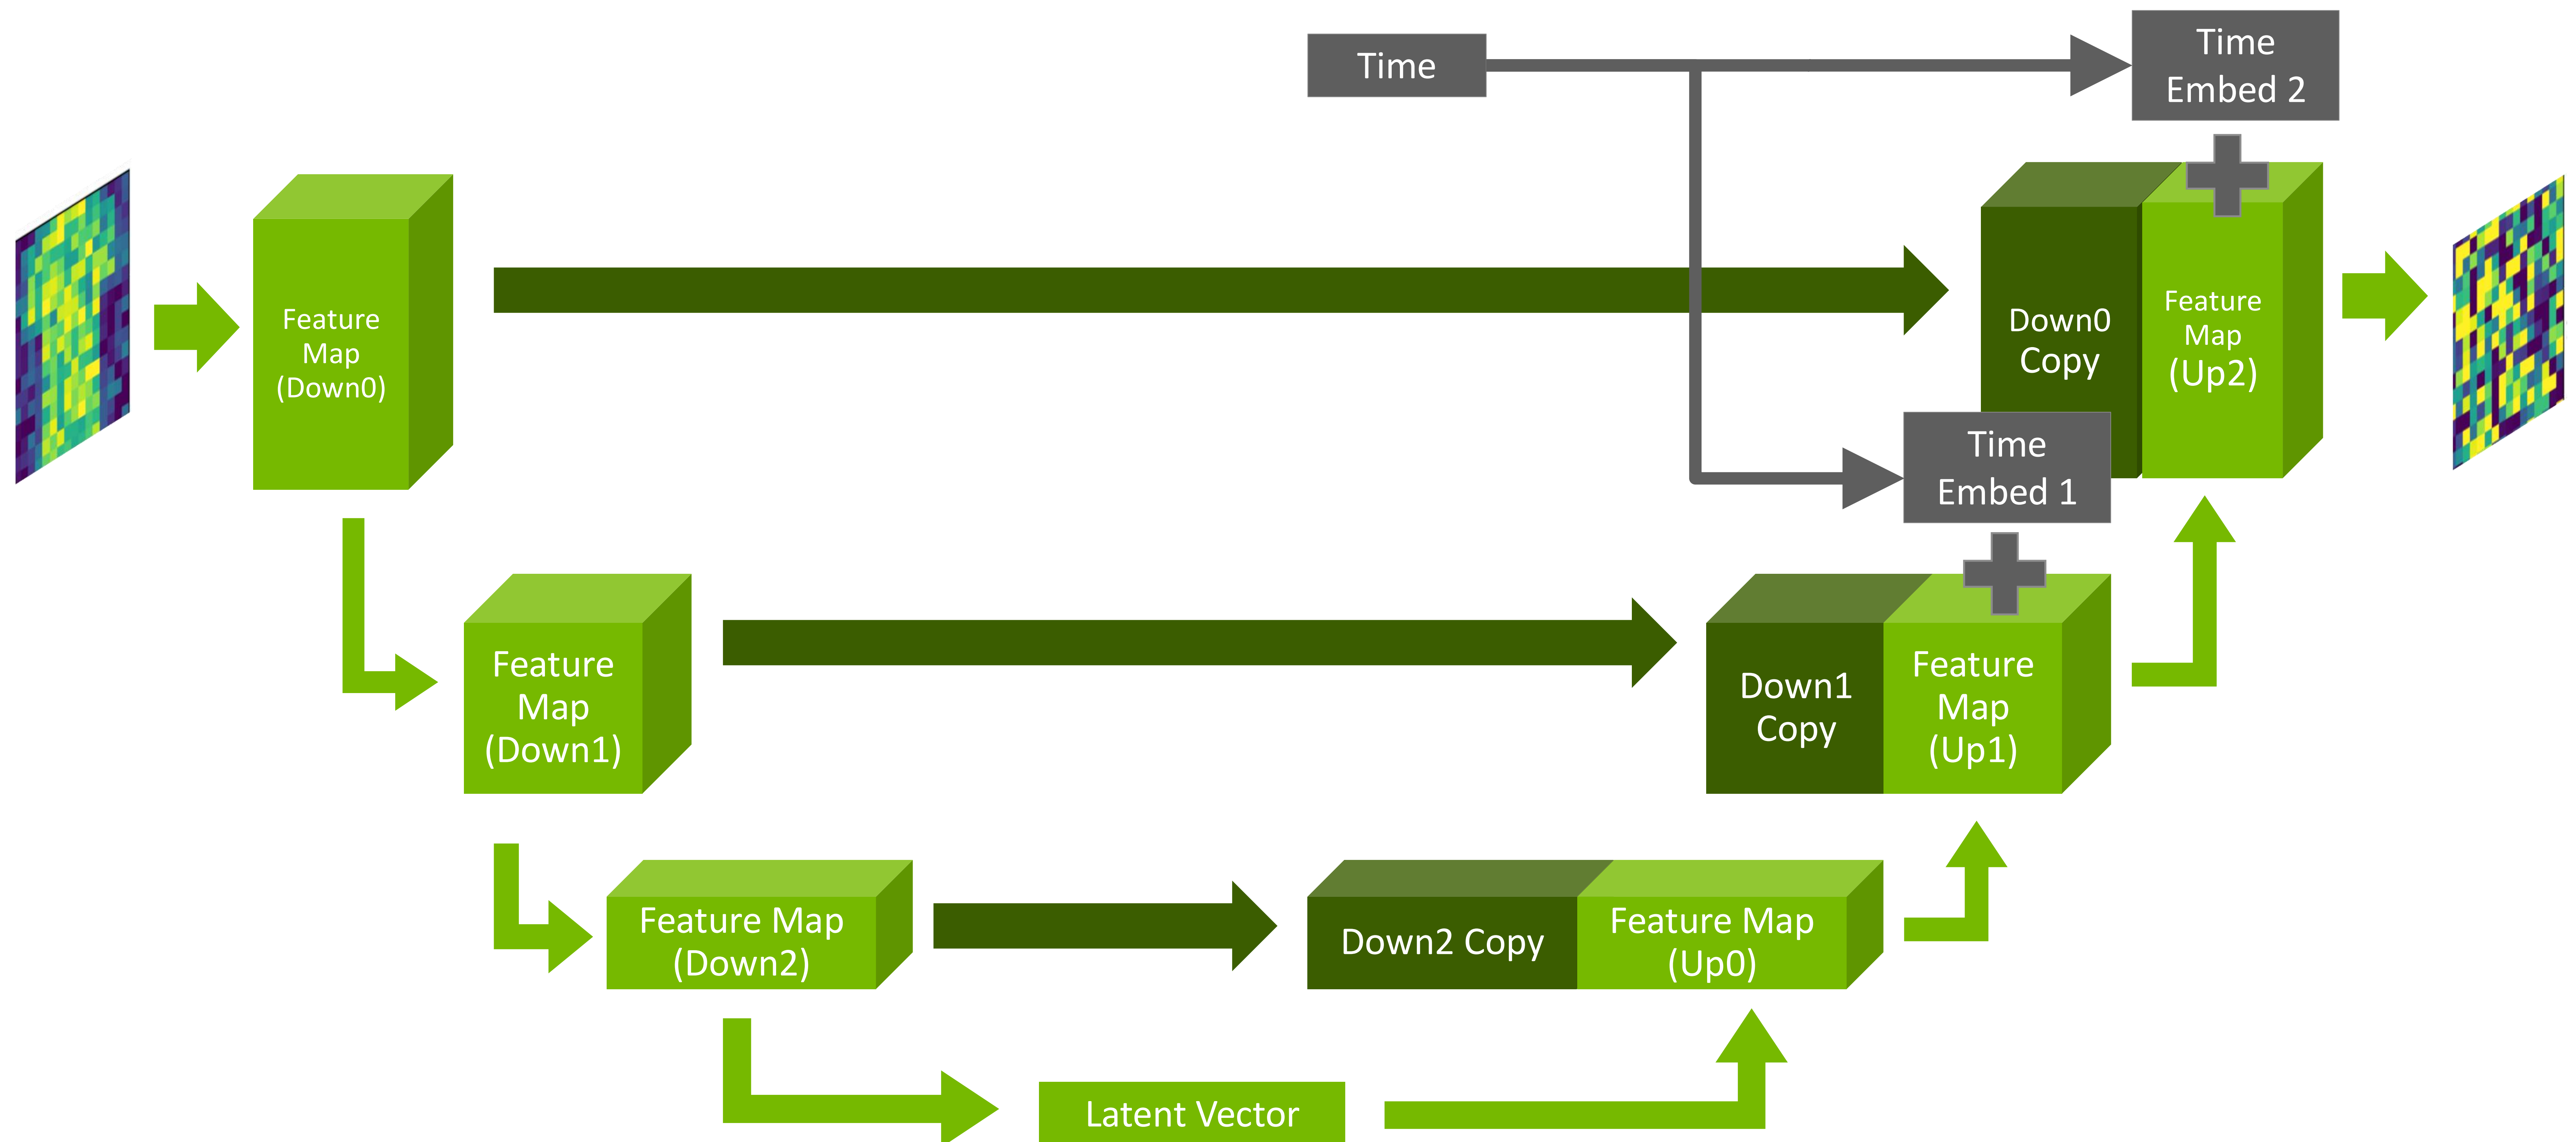 Time
Time
Embed 2
Feature
Map
(Down0)
Down0
Copy
Feature
Map
(Up2)
Time
Embed 1
Feature
Map
(Down1)
Down1
Copy
Feature
Map
(Up1)
Feature Map
(Down2)
Down2 Copy
Feature Map
(Up0)
Latent Vector